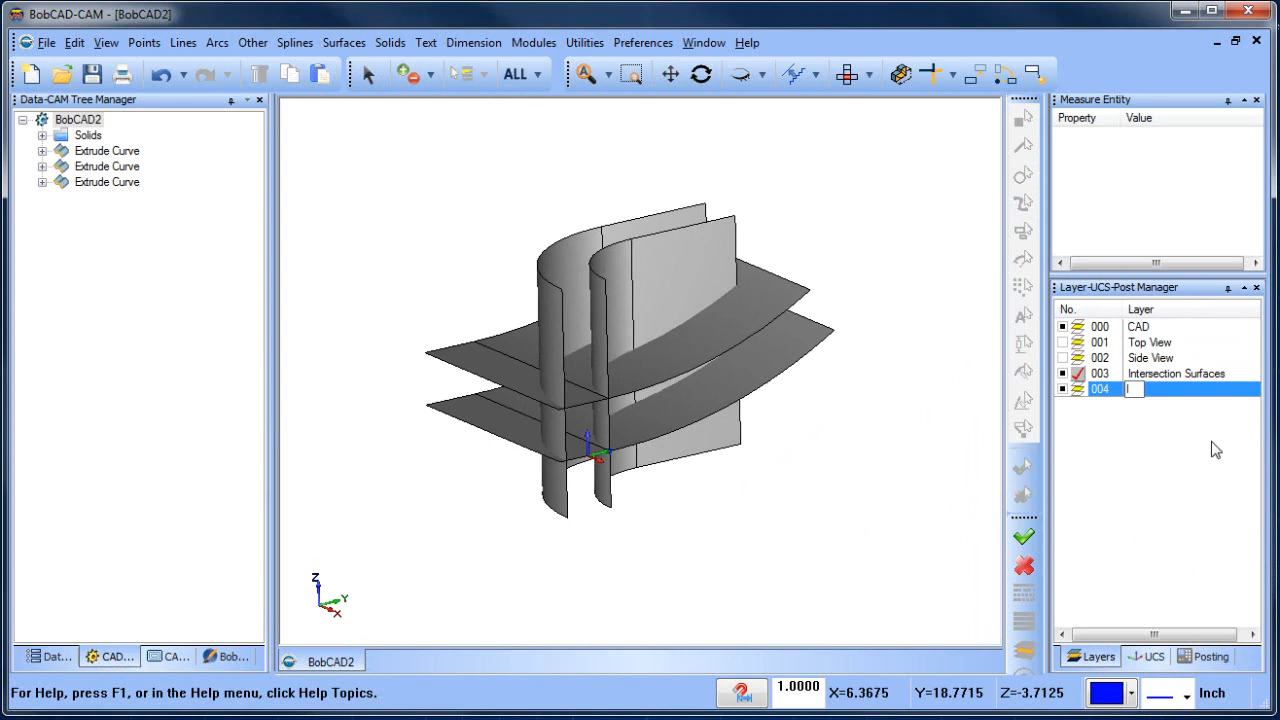 BobCAD-CAM - [BobCAD2]
File Edit View Points Lines Arcs Other Splines Surfaces Solids Text Dimension Modules Utilities Preferences Window Help
ALL
Data-CAM Tree Manager
BobCAD2
Solids
Extrude Curve
Extrude Curve
Extrude Curve
Z
Y
X
Measure Entity
Property Value
Layer-UCS-Post Manager
No. Layer
000 CAD
001 Top View
002 Side View
003 Intersection Surfaces
004
Dat... CAD... CA... Bob...
BobCAD2
Layers UCS Posting
For Help, press F1, or in the Help menu, click Help Topics.
1.0000 X=6.3675 Y=18.7715 Z=-3.7125 Inch